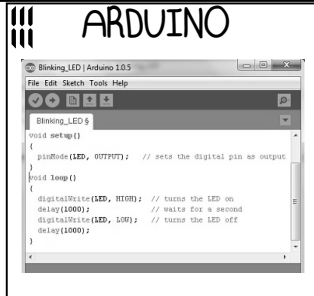 ARDUINO
Blinking_LED | Arduino 1.0.5
File Edit Sketch Tools Help
Blinking_LED §
void setup()
{
pinMode(LED, OUTPUT); // sets the digital pin as output
}
void loop()
{
digitalWrite(LED, HIGH); // turns the LED on
delay(1000); // waits for a second
digitalWrite(LED, LOW); // turns the LED off
delay(1000);
}